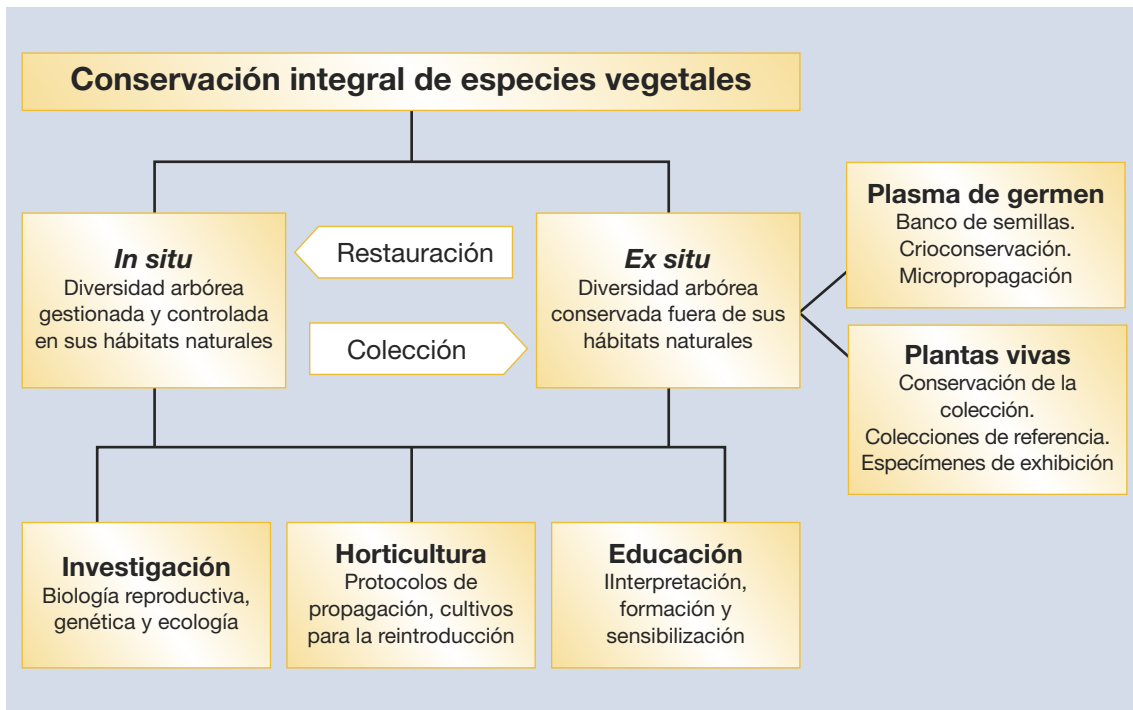 Conservación integral de especies vegetales
In situ
Diversidad arbórea
gestionada y controlada
en sus hábitats naturales
Restauración
Colección
Ex situ
Diversidad arbórea
conservada fuera de sus
hábitats naturales
Plasma de germen
Banco de semillas.
Crioconservación.
Micropropagación
Plantas vivas
Conservación de la
colección.
Colecciones de referencia.
Especímenes de exhibición
Investigación
Biología reproductiva,
genética y ecología
Horticultura
Protocolos de
propagación, cultivos
para la reintroducción
Educación
IInterpretación,
formación y
sensibilización